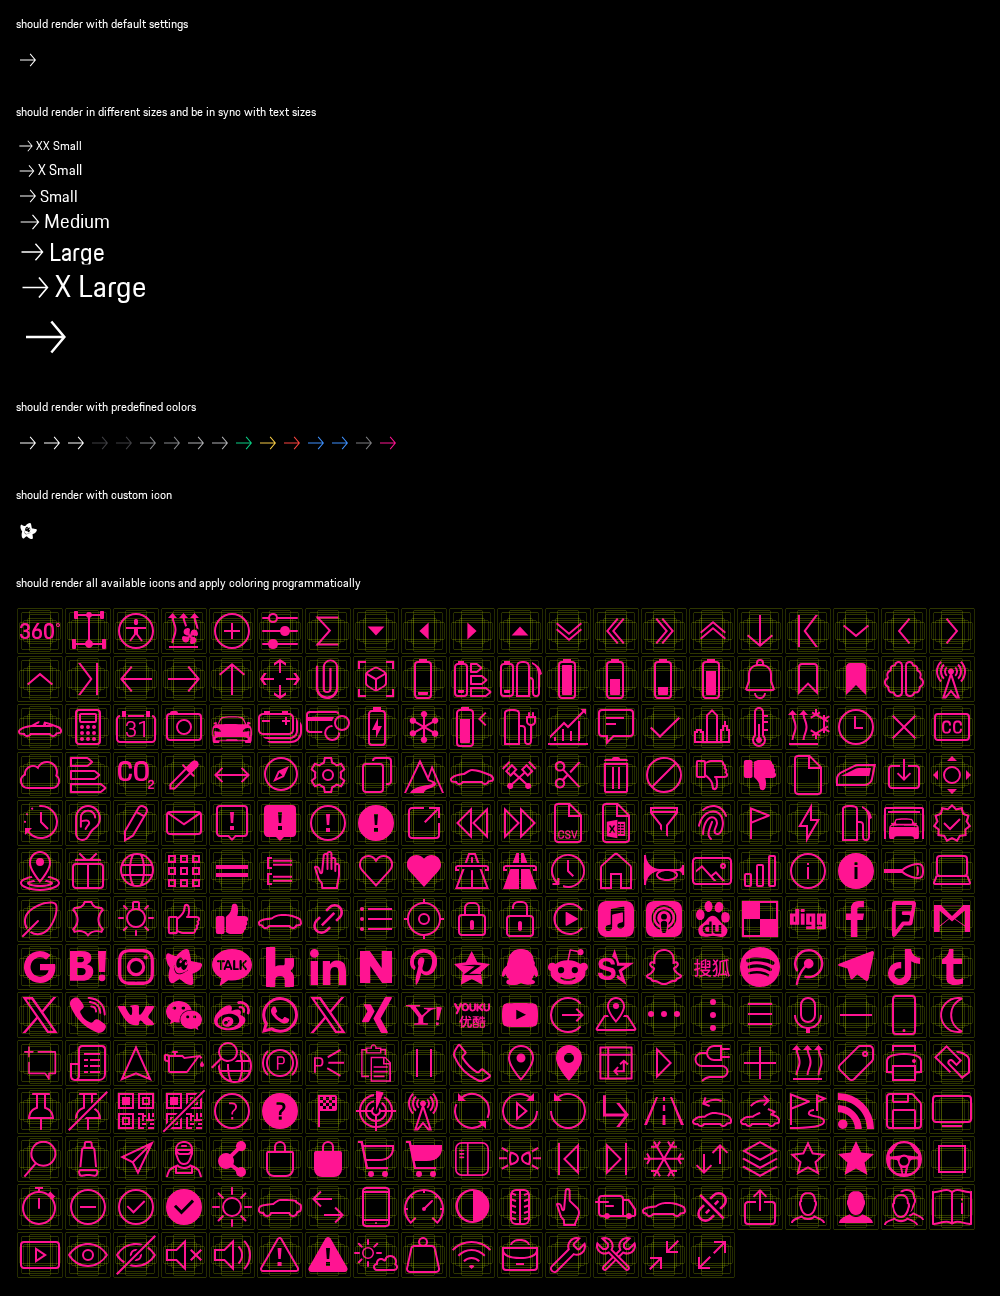 should render with default settings
should render in different sizes and be in sync with text sizes
XX Small
X Small
Small
Medium
Large
X Large
should render with predefined colors
should render with custom icon
should render all available icons and apply coloring programmatically
360°
31
CC
CO2
CSV
X
du
digg
G B! TALK k in N
搜狐
t
Y!
YOUKU
优酷
P P
? ?